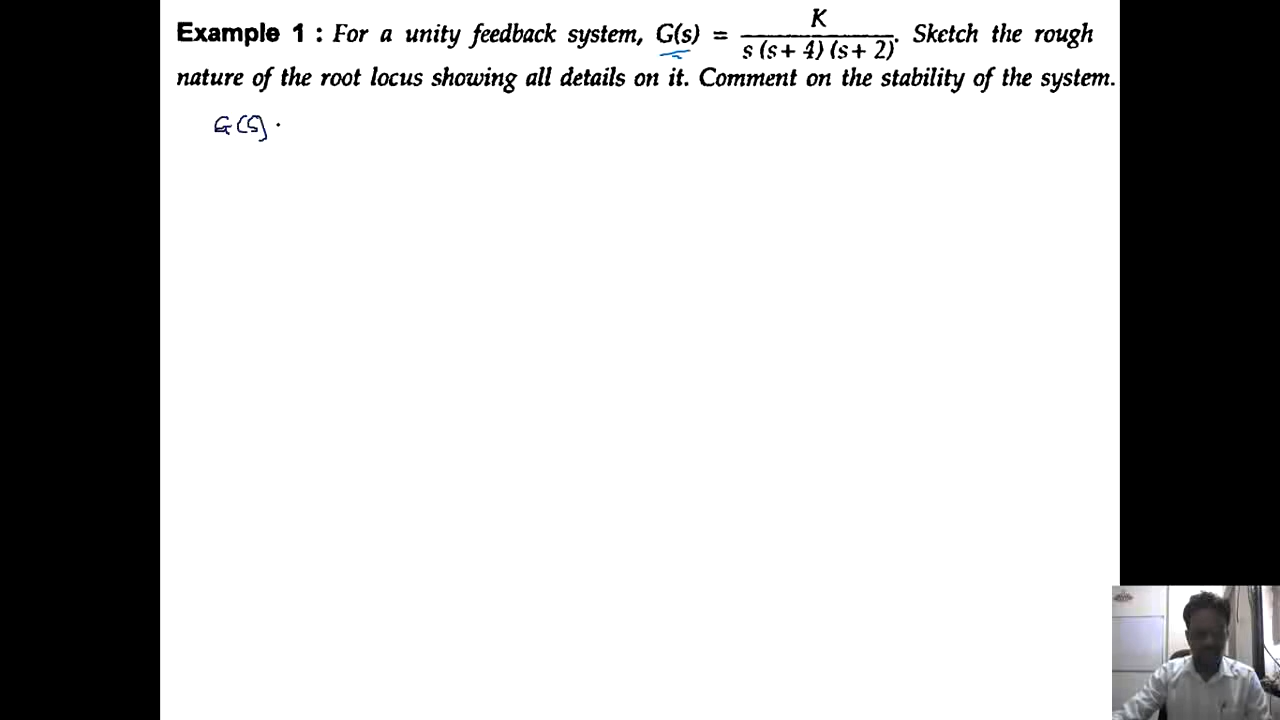 Example 1 : For a unity feedback system, G(s) = K / s (s + 4) (s + 2) . Sketch the rough
nature of the root locus showing all details on it. Comment on the stability of the system.
G(s) .